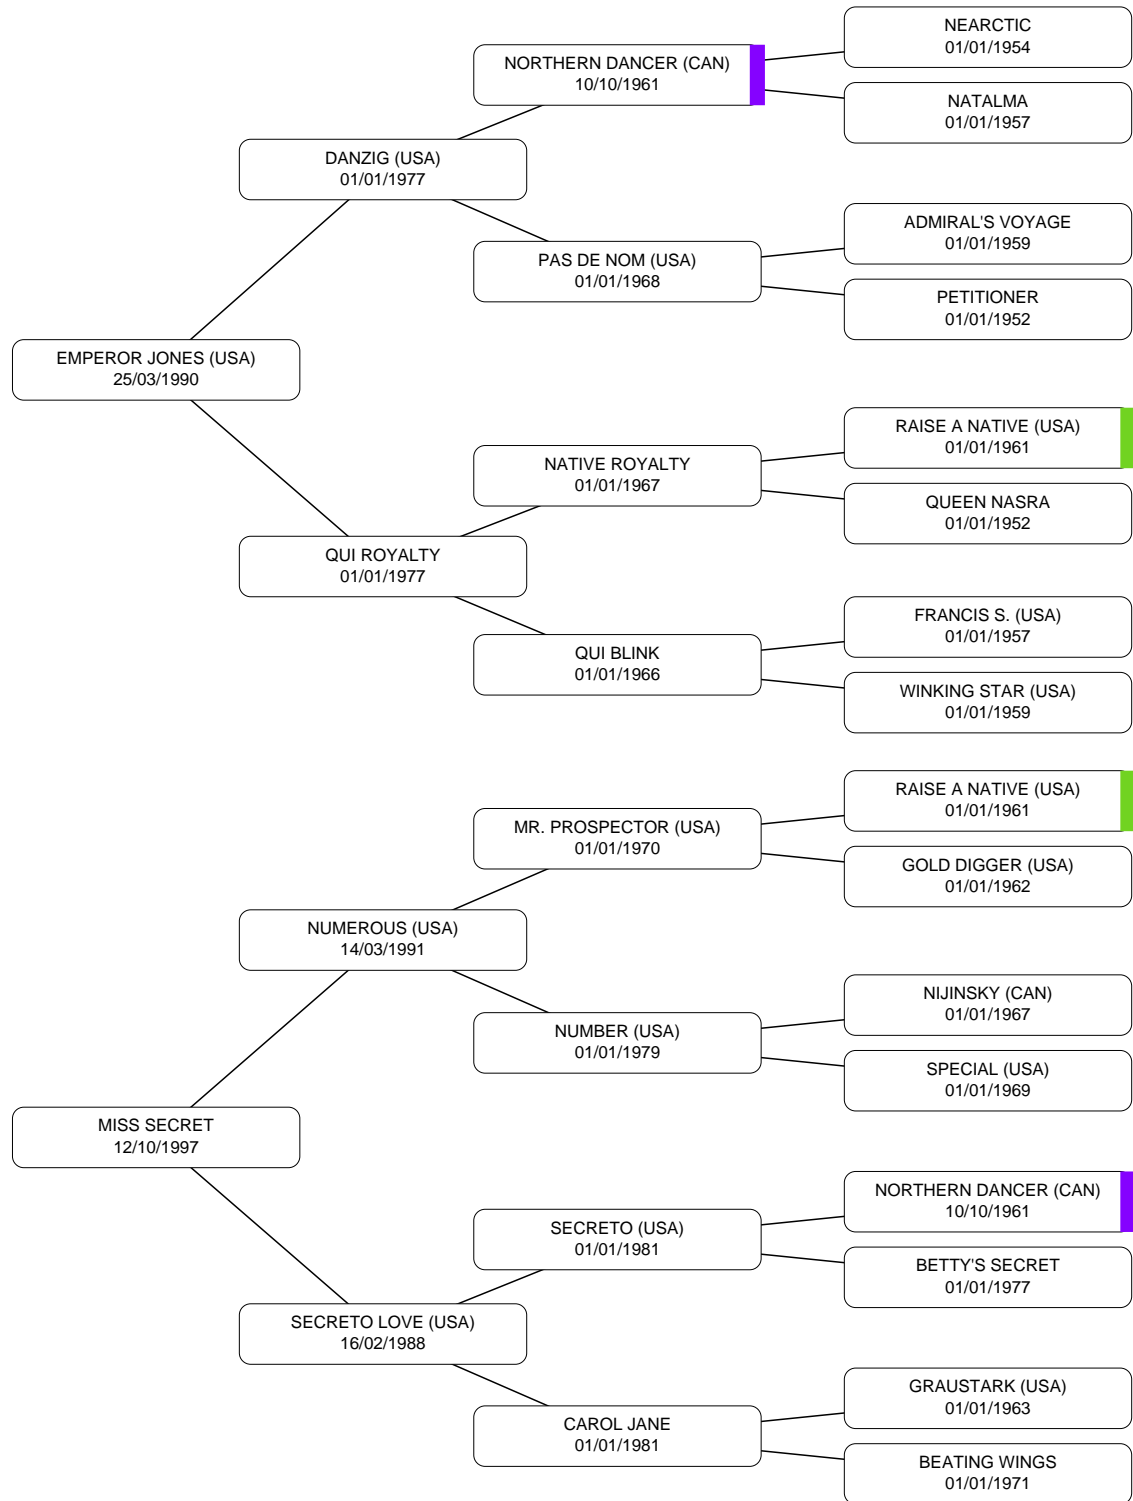 NEARCTIC
01/01/1954
NORTHERN DANCER (CAN)
10/10/1961
NATALMA
01/01/1957
DANZIG (USA)
01/01/1977
ADMIRAL'S VOYAGE
01/01/1959
PAS DE NOM (USA)
01/01/1968
PETITIONER
01/01/1952
EMPEROR JONES (USA)
25/03/1990
RAISE A NATIVE (USA)
01/01/1961
NATIVE ROYALTY
01/01/1967
QUEEN NASRA
01/01/1952
QUI ROYALTY
01/01/1977
FRANCIS S. (USA)
01/01/1957
QUI BLINK
01/01/1966
WINKING STAR (USA)
01/01/1959
RAISE A NATIVE (USA)
01/01/1961
MR. PROSPECTOR (USA)
01/01/1970
GOLD DIGGER (USA)
01/01/1962
NUMEROUS (USA)
14/03/1991
NIJINSKY (CAN)
01/01/1967
NUMBER (USA)
01/01/1979
SPECIAL (USA)
01/01/1969
MISS SECRET
12/10/1997
NORTHERN DANCER (CAN)
10/10/1961
SECRETO (USA)
01/01/1981
BETTY'S SECRET
01/01/1977
SECRETO LOVE (USA)
16/02/1988
GRAUSTARK (USA)
01/01/1963
CAROL JANE
01/01/1981
BEATING WINGS
01/01/1971